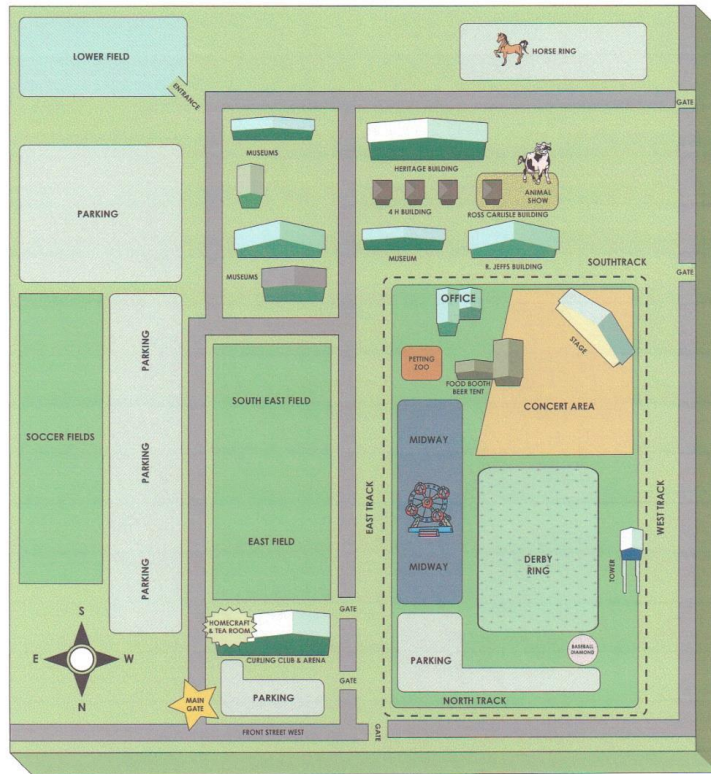 LOWER FIELD
ENTRANCE
HORSE RING
GATE
MUSEUMS
HERITAGE BUILDING
PARKING
4 H BUILDING
ANIMAL
SHOW
ROSS CARLISLE BUILDING
MUSEUM
R. JEFFS BUILDING
MUSEUMS
SOUTHTRACK
GATE
OFFICE
STAGE
PETTING
ZOO
FOOD BOOTH
BEER TENT
CONCERT AREA
SOCCER FIELDS
PARKING
PARKING
PARKING
SOUTH EAST FIELD
EAST FIELD
MIDWAY
MIDWAY
EAST TRACK
WEST TRACK
DERBY
RING
TOWER
HOMECRAFT
& TEA ROOM
GATE
CURLING CLUB & ARENA
BASEBALL
DIAMOND
PARKING
GATE
S
E
W
N
MAIN
GATE
PARKING
NORTH TRACK
FRONT STREET WEST
GATE